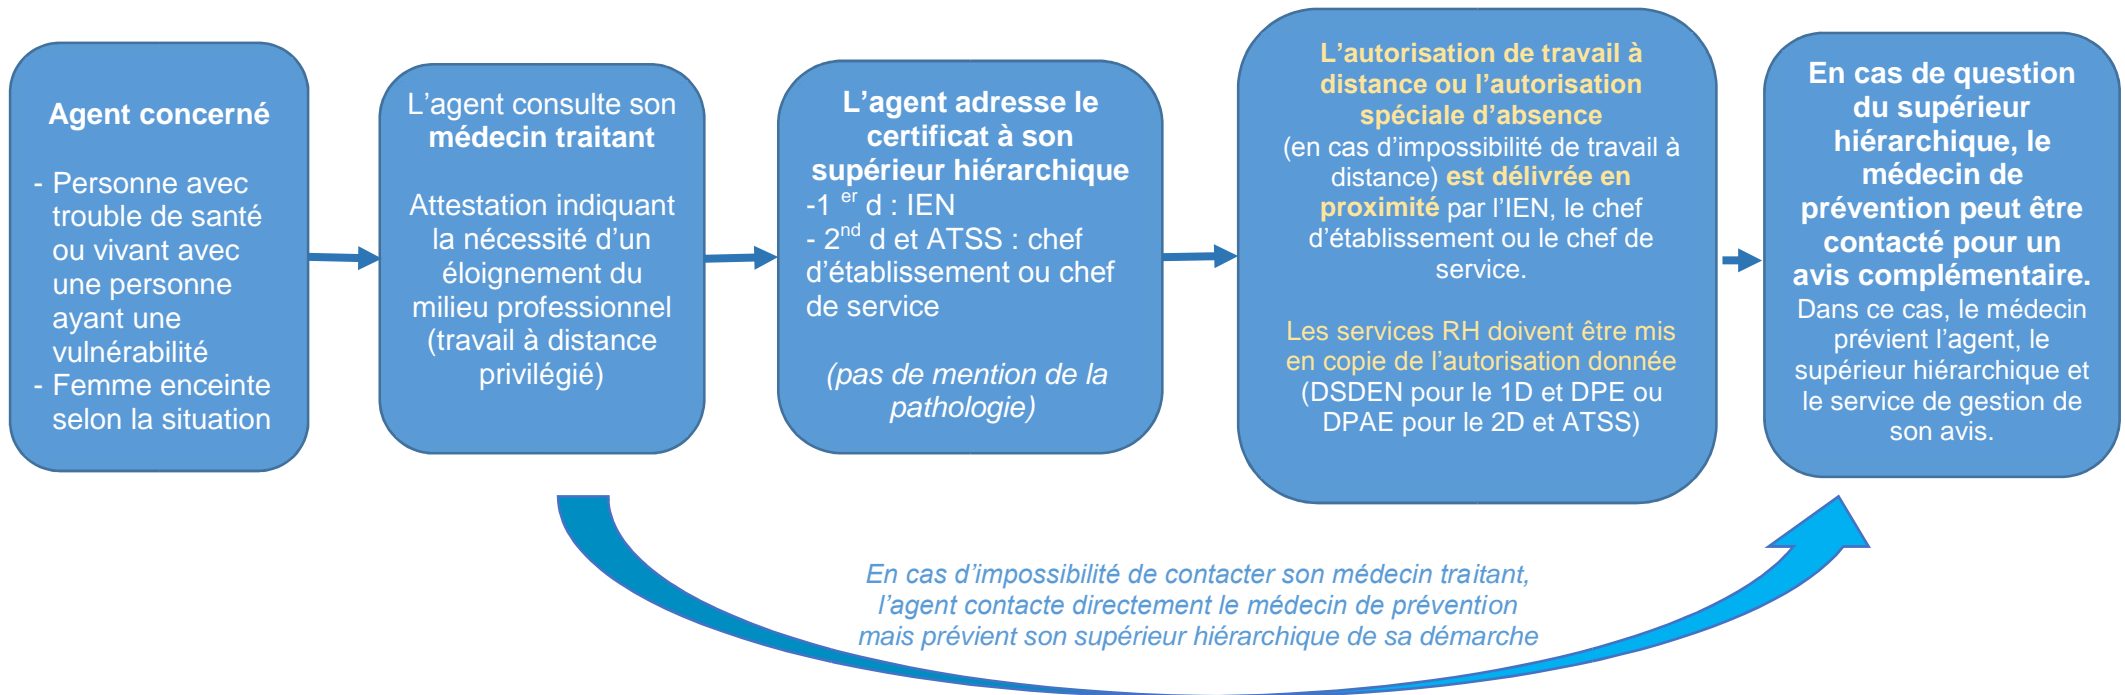 Agent concerné
- Personne avec
trouble de santé
ou vivant avec
une personne
ayant une
vulnérabilité
- Femme enceinte
selon la situation
L’agent consulte son
médecin traitant
Attestation indiquant
la nécessité d’un
éloignement du
milieu professionnel
(travail à distance
privilégié)
L’agent adresse le
certificat à son
supérieur hiérarchique
-1 er d : IEN
- 2nd d et ATSS : chef
d’établissement ou chef
de service
(pas de mention de la
pathologie)
L’autorisation de travail à
distance ou l’autorisation
spéciale d’absence
(en cas d’impossibilité de travail à
distance) est délivrée en
proximité par l’IEN, le chef
d’établissement ou le chef de
service.
Les services RH doivent être mis
en copie de l’autorisation donnée
(DSDEN pour le 1D et DPE ou
DPAE pour le 2D et ATSS)
En cas de question
du supérieur
hiérarchique, le
médecin de
prévention peut être
contacté pour un
avis complémentaire.
Dans ce cas, le médecin
prévient l’agent, le
supérieur hiérarchique et
le service de gestion de
son avis.
En cas d’impossibilité de contacter son médecin traitant,
l’agent contacte directement le médecin de prévention
mais prévient son supérieur hiérarchique de sa démarche